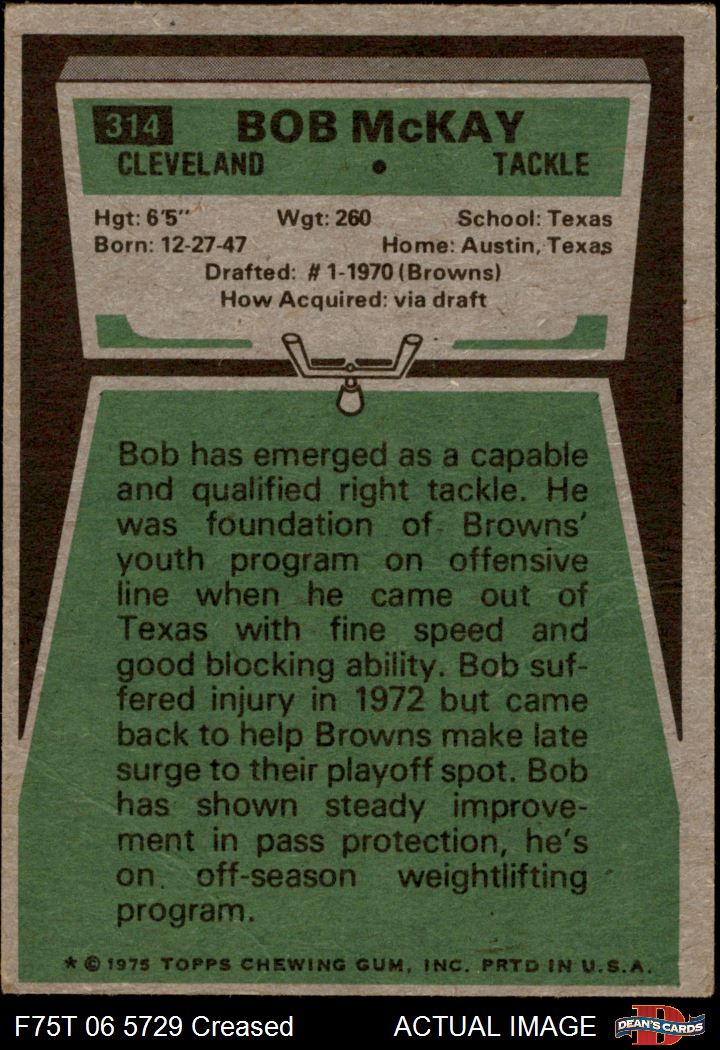 314 BOB McKAY
CLEVELAND • TACKLE
Hgt: 6'5" Wgt: 260 School: Texas
Born: 12-27-47 Home: Austin, Texas
Drafted: #1-1970 (Browns)
How Acquired: via draft
Bob has emerged as a capable
and qualified right tackle. He
was foundation of Browns'
youth program on offensive
line when he came out of
Texas with fine speed and
good blocking ability. Bob suf-
fered injury in 1972 but came
back to help Browns make late
surge to their playoff spot. Bob
has shown steady improve-
ment in pass protection, he's
on off-season weightlifting
program.
* © 1975 TOPPS CHEWING GUM, INC. PRTD IN U.S.A.
F75T 06 5729 Creased ACTUAL IMAGE DEAN'S CARDS